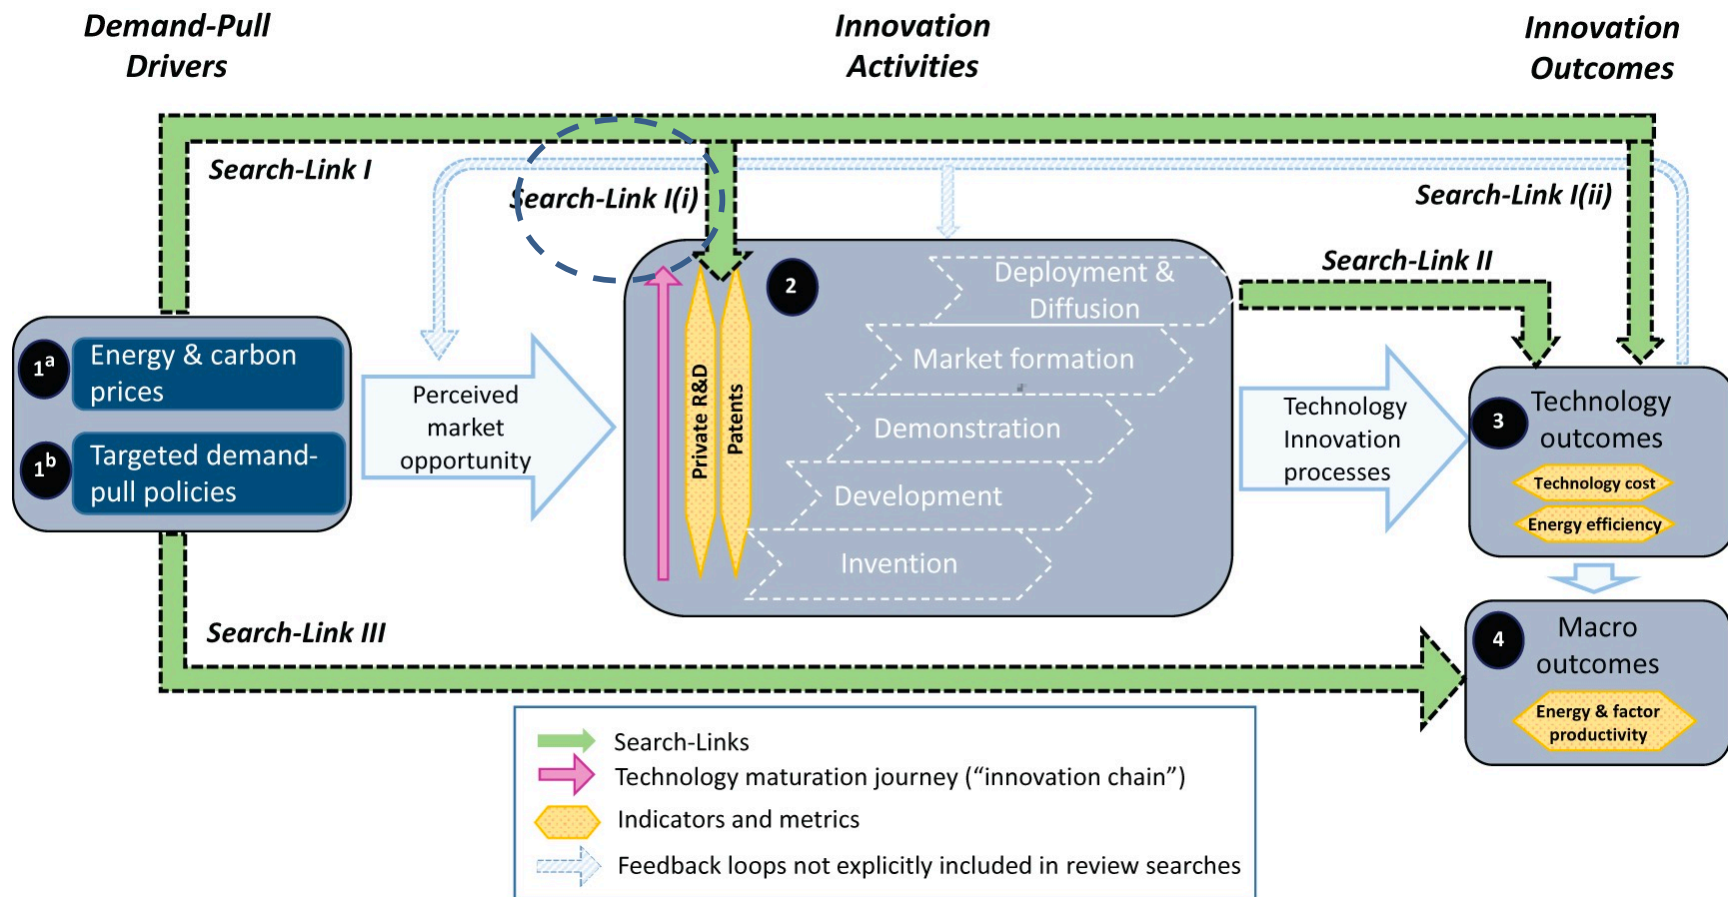 Demand-Pull
Drivers
Innovation
Activities
Innovation
Outcomes
Search-Link I
Search-Link I(i)
Search-Link I(ii)
Search-Link II
1a
Energy & carbon
prices
1b
Targeted demand-
pull policies
Perceived
market
opportunity
2
Private R&D
Patents
Deployment &
Diffusion
Market formation
Demonstration
Development
Invention
Technology
Innovation
processes
3
Technology
outcomes
Technology cost
Energy efficiency
Search-Link III
4
Macro
outcomes
Energy & factor
productivity
Search-Links
Technology maturation journey (“innovation chain”)
Indicators and metrics
Feedback loops not explicitly included in review searches